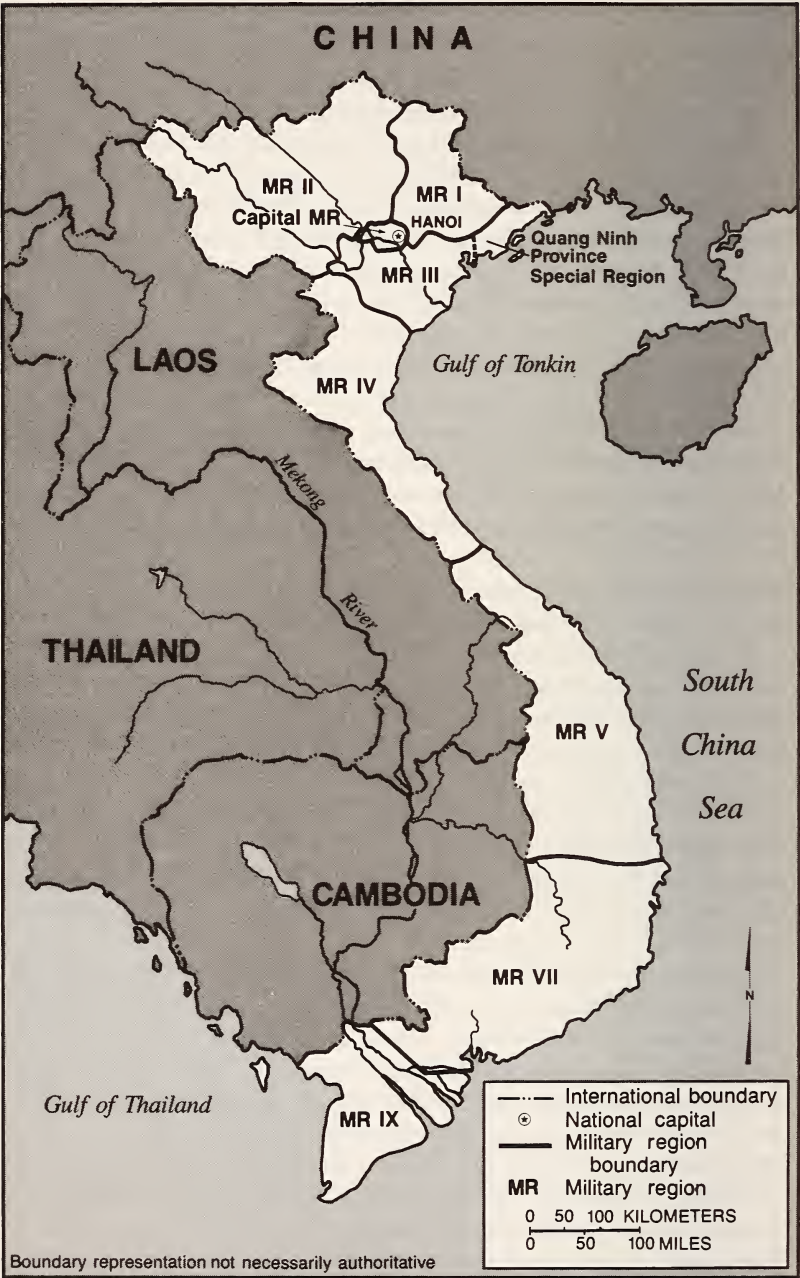 CHINA
MR II
MR I
Capital MR
HANOI
Quang Ninh
Province
Special Region
MR III
LAOS
MR IV
Gulf of Tonkin
Mekong
River
THAILAND
South
China
Sea
MR V
CAMBODIA
MR VII
N
Gulf of Thailand
MR IX
International boundary
National capital
Military region
boundary
MR Military region
0 50 100 KILOMETERS
0 50 100 MILES
Boundary representation not necessarily authoritative